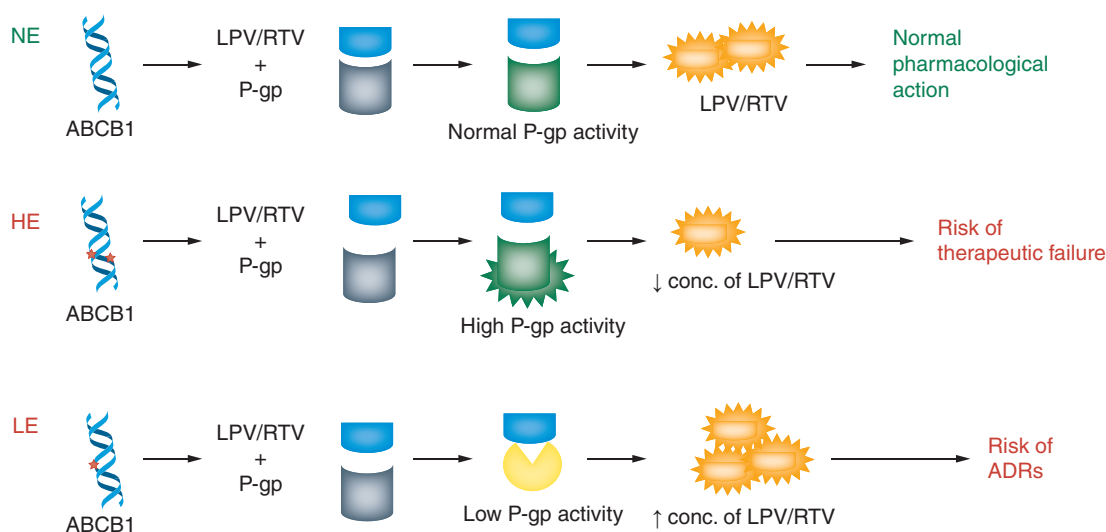 NE
ABCB1
LPV/RTV
+
P-gp
Normal P-gp activity
LPV/RTV
Normal
pharmacological
action
HE
ABCB1
LPV/RTV
+
P-gp
High P-gp activity
↓ conc. of LPV/RTV
Risk of
therapeutic failure
LE
ABCB1
LPV/RTV
+
P-gp
Low P-gp activity
↑ conc. of LPV/RTV
Risk of
ADRs